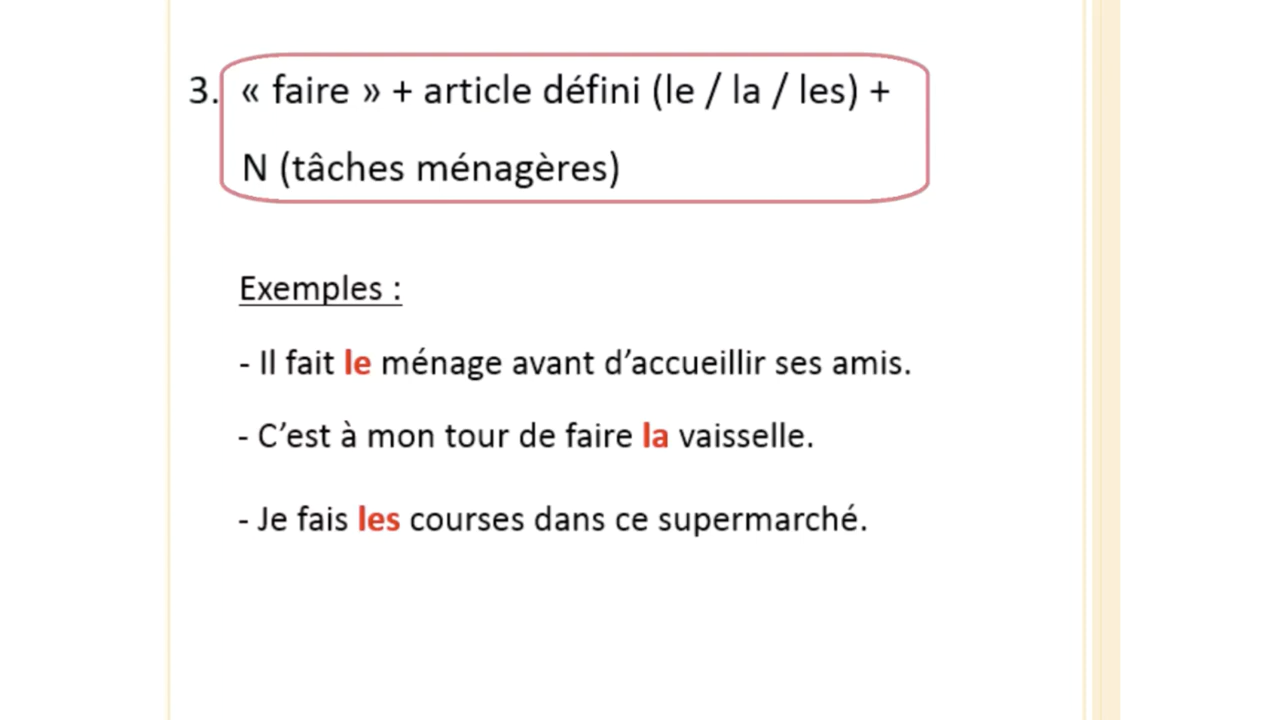 3. « faire » + article défini (le / la / les) +
N (tâches ménagères)
Exemples :
- Il fait le ménage avant d’accueillir ses amis.
- C’est à mon tour de faire la vaisselle.
- Je fais les courses dans ce supermarché.